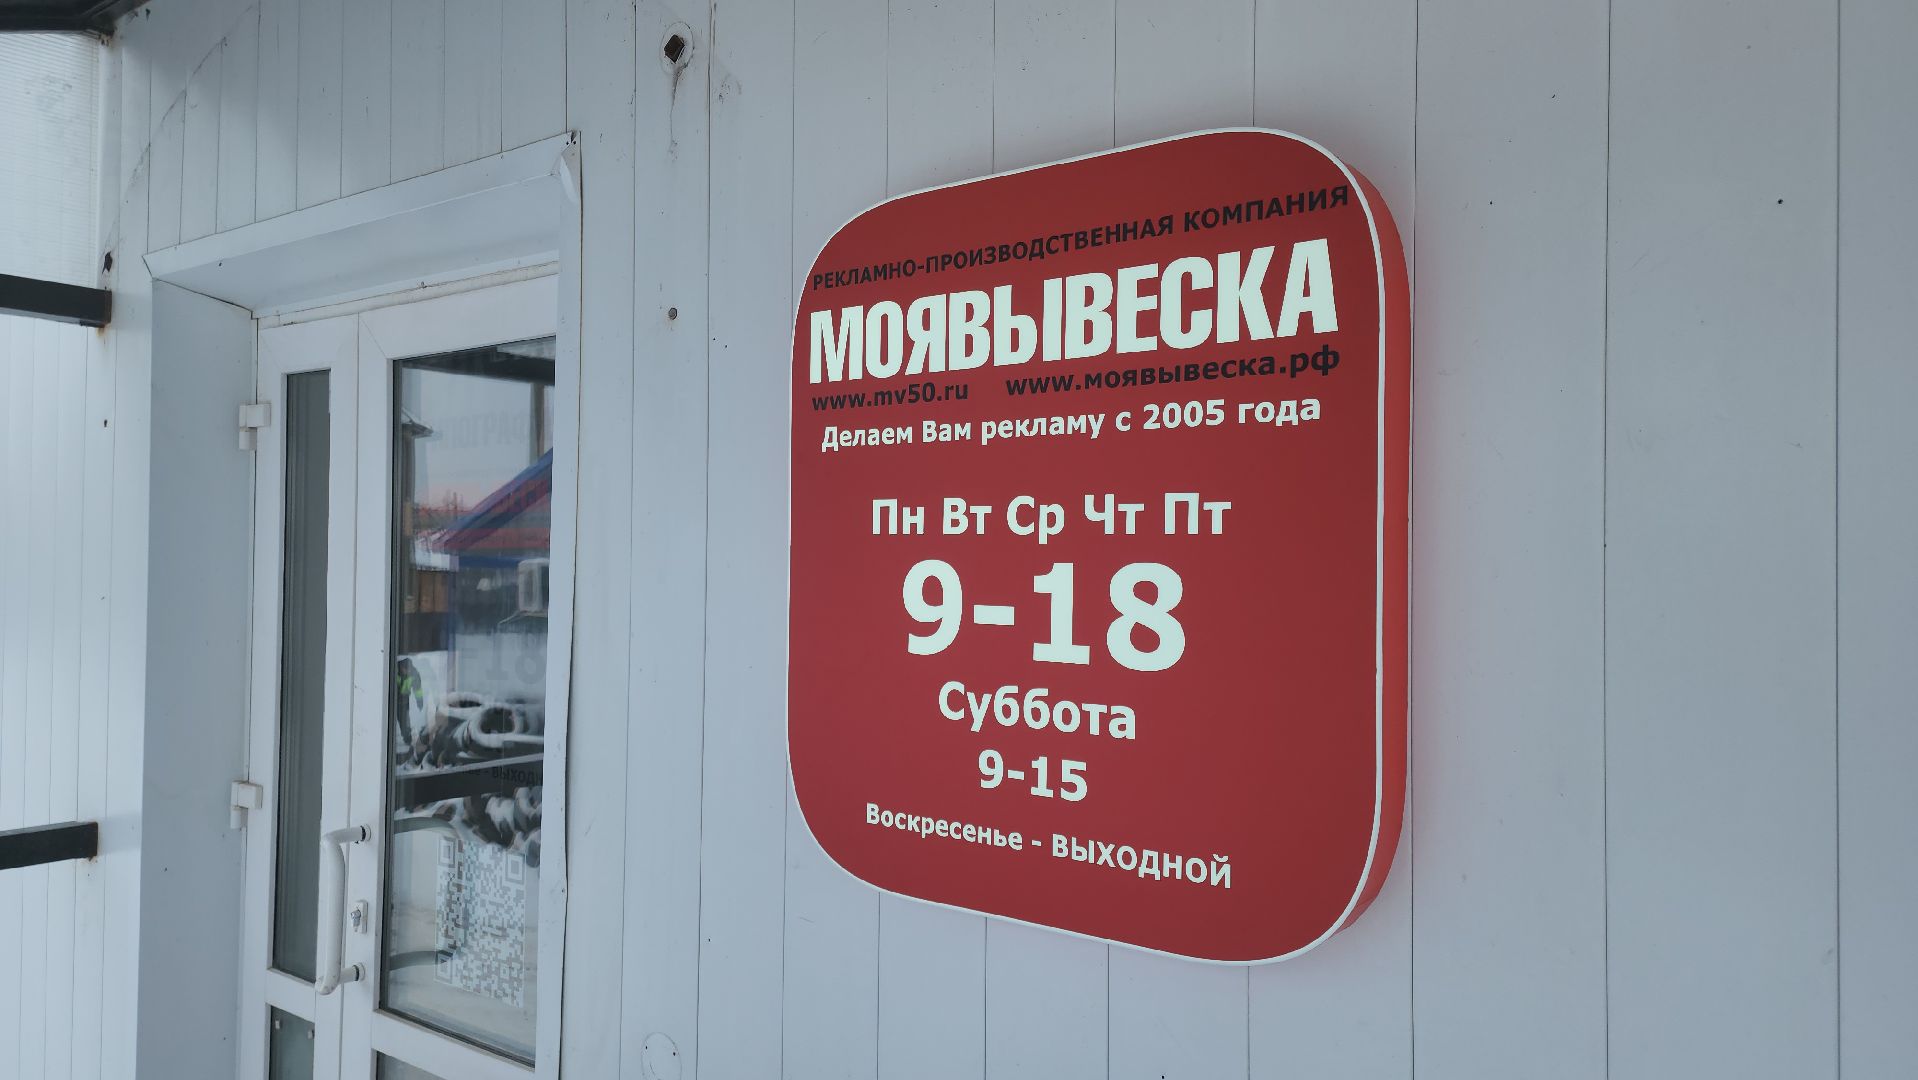 РЕКЛАМНО-ПРОИЗВОДСТВЕННАЯ КОМПАНИЯ
МОЯВЫВЕСКА
www.mv50.ru www.моявывеска.рф
Делаем Вам рекламу с 2005 года
Пн Вт Ср Чт Пт
9-18
Суббота
9-15
Воскресенье - ВЫХОДНОЙ